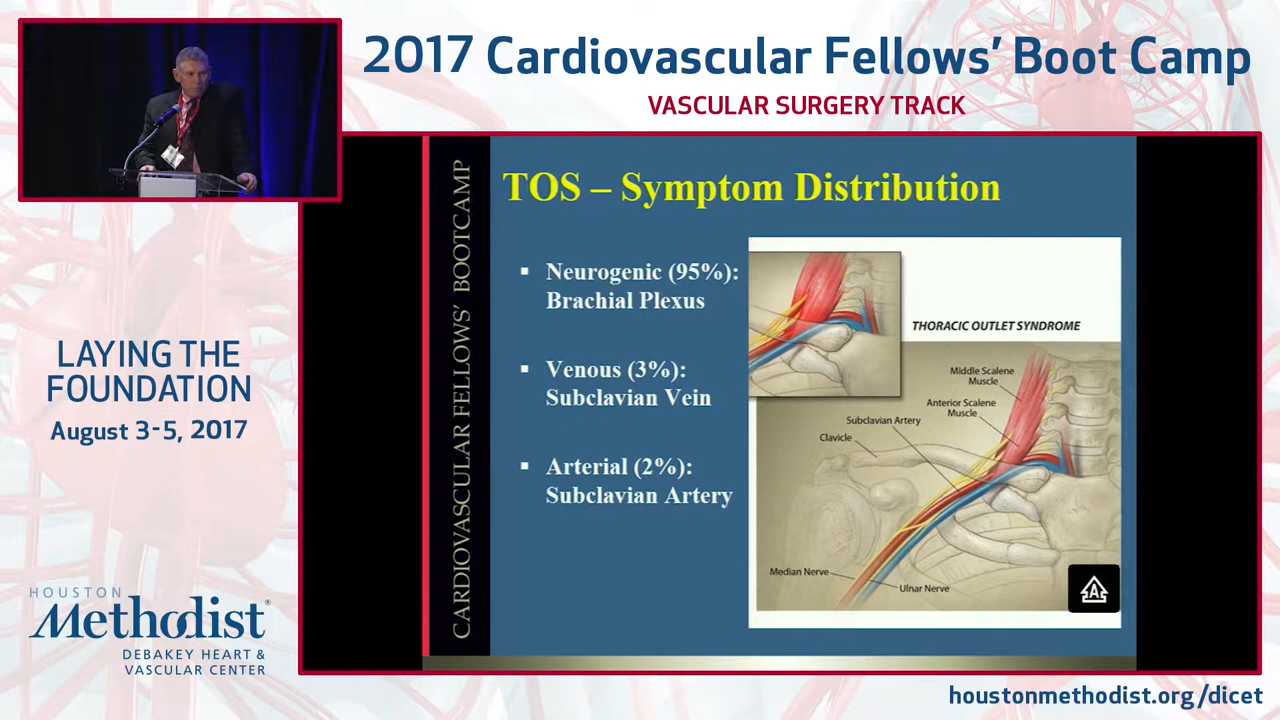 2017 Cardiovascular Fellows’ Boot Camp
VASCULAR SURGERY TRACK
LAYING THE
FOUNDATION
August 3-5, 2017
HOUSTON
Methodist®
DEBAKEY HEART &
VASCULAR CENTER
CARDIOVASCULAR FELLOWS’ BOOTCAMP
TOS – Symptom Distribution
▪ Neurogenic (95%):
Brachial Plexus
▪ Venous (3%):
Subclavian Vein
▪ Arterial (2%):
Subclavian Artery
THORACIC OUTLET SYNDROME
Middle Scalene
Muscle
Anterior Scalene
Muscle
Subclavian Artery
Clavicle
Median Nerve
Ulnar Nerve
A
houstonmethodist.org/dicet